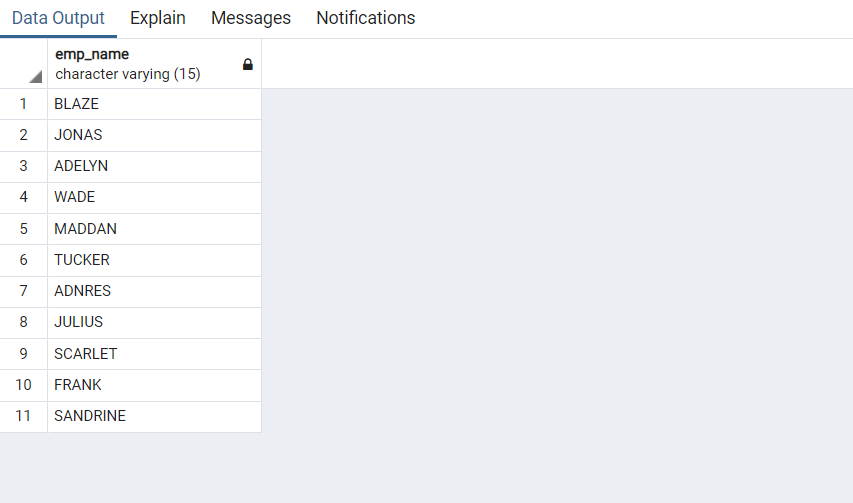 Data Output Explain Messages Notifications
emp_name
character varying (15)
1 BLAZE
2 JONAS
3 ADELYN
4 WADE
5 MADDAN
6 TUCKER
7 ADNRES
8 JULIUS
9 SCARLET
10 FRANK
11 SANDRINE